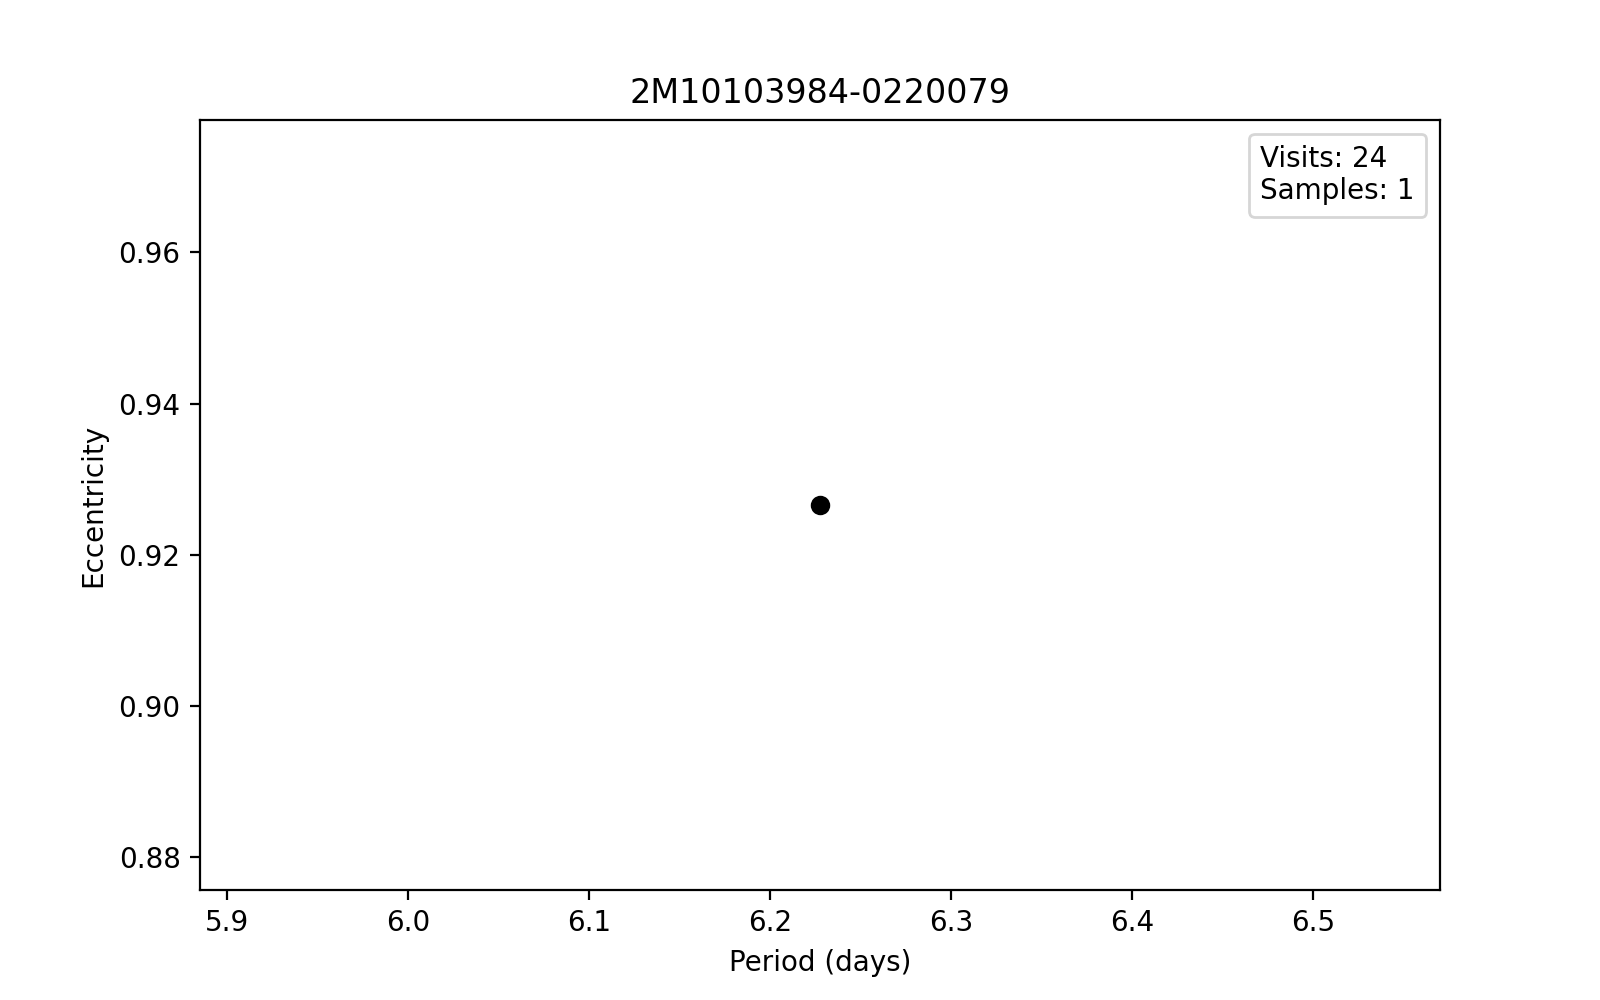 2M10103984-0220079
Visits: 24
Samples: 1
Eccentricity
0.96
0.94
0.92
0.90
0.88
5.9 6.0 6.1 6.2 6.3 6.4 6.5
Period (days)